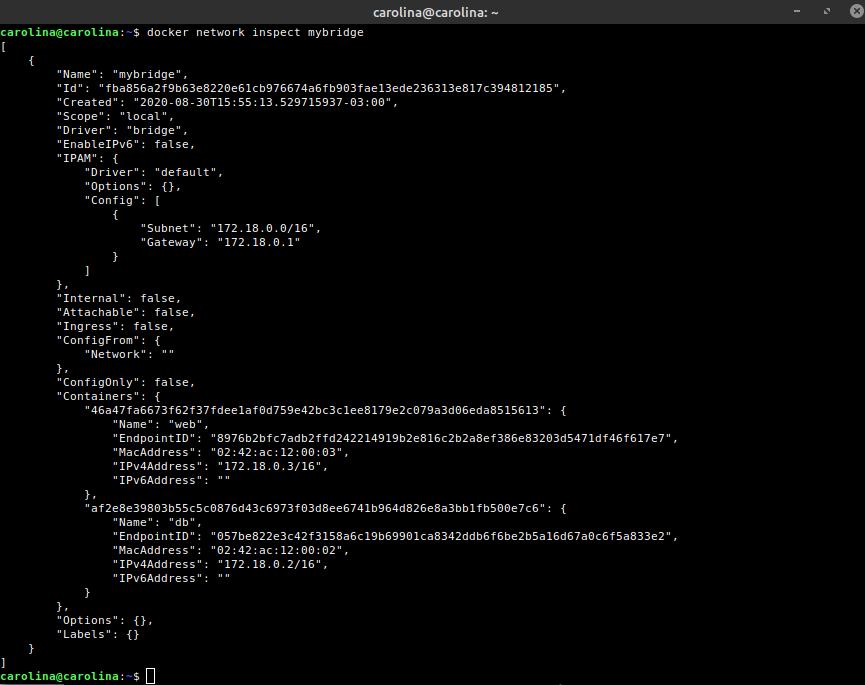 carolina@carolina: ~
carolina@carolina:~$ docker network inspect mybridge
[
    {
        "Name": "mybridge",
        "Id": "fba856a2f9b63e8220e61cb976674a6fb903fae13ede236313e817c394812185",
        "Created": "2020-08-30T15:55:13.529715937-03:00",
        "Scope": "local",
        "Driver": "bridge",
        "EnableIPv6": false,
        "IPAM": {
            "Driver": "default",
            "Options": {},
            "Config": [
                {
                    "Subnet": "172.18.0.0/16",
                    "Gateway": "172.18.0.1"
                }
            ]
        },
        "Internal": false,
        "Attachable": false,
        "Ingress": false,
        "ConfigFrom": {
            "Network": ""
        },
        "ConfigOnly": false,
        "Containers": {
            "46a47fa6673f62f37fdee1af0d759e42bc3c1ee8179e2c079a3d06eda8515613": {
                "Name": "web",
                "EndpointID": "8976b2bfc7adb2ffd242214919b2e816c2b2a8ef386e83203d5471df46f617e7",
                "MacAddress": "02:42:ac:12:00:03",
                "IPv4Address": "172.18.0.3/16",
                "IPv6Address": ""
            },
            "af2e8e39803b55c5c0876d43c6973f03d8ee6741b964d826e8a3bb1fb500e7c6": {
                "Name": "db",
                "EndpointID": "057be822e3c42f3158a6c19b69901ca8342ddb6f6be2b5a16d67a0c6f5a833e2",
                "MacAddress": "02:42:ac:12:00:02",
                "IPv4Address": "172.18.0.2/16",
                "IPv6Address": ""
            }
        },
        "Options": {},
        "Labels": {}
    }
]
carolina@carolina:~$